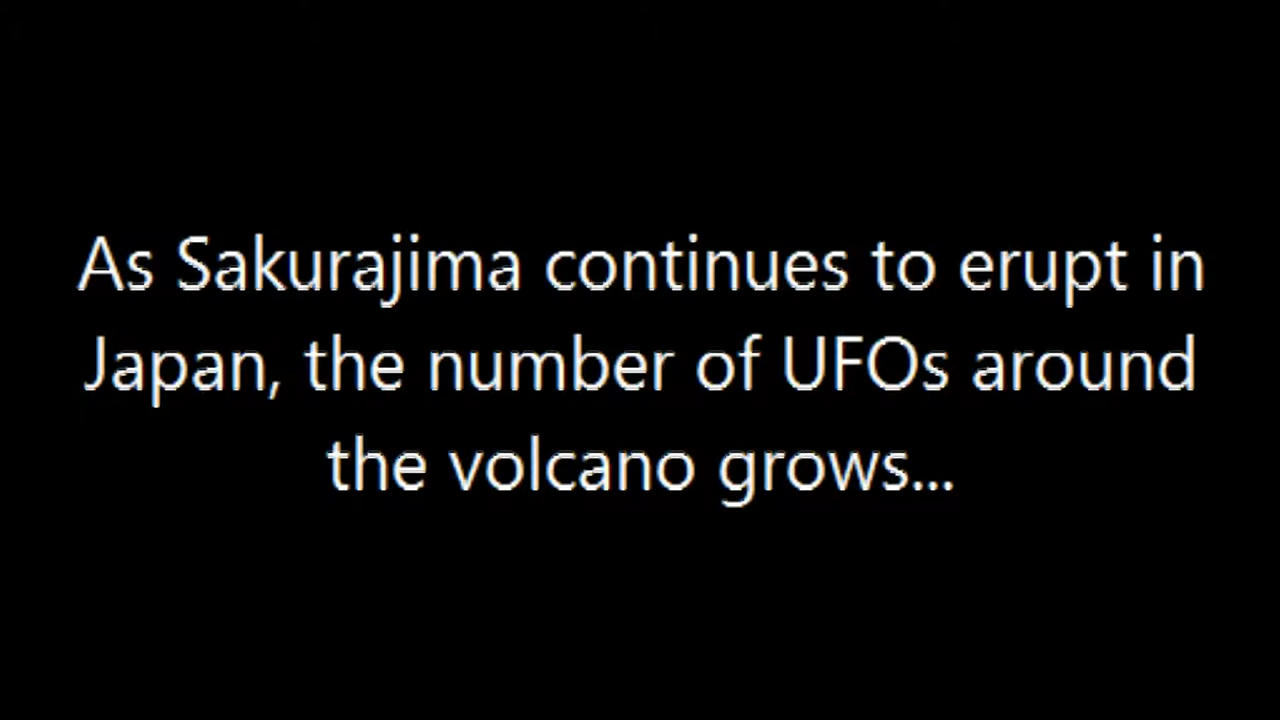 As Sakurajima continues to erupt in
Japan, the number of UFOs around
the volcano grows...